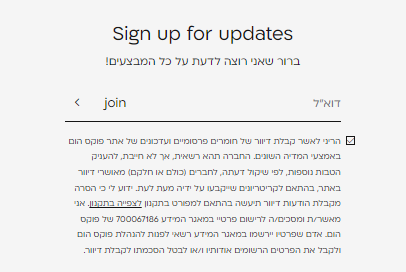 Sign up for updates
ברור שאני רוצה לדעת על כל המבצעים!
דוא"ל
join
הריני לאשר קבלת דיוור של חומרים פרסומיים ועדכונים של אתר פוקס הום
באמצעי המדיה השונים. החברה תהא רשאית, אך לא חייבת, להעניק
הטבות נוספות, לפי שיקול דעתה, לחברים (כולם או חלקם) מאושרי דיוור
באתר, בהתאם לקריטריונים שייקבעו על ידיה מעת לעת. ידוע לי כי הסרה
מקבלת הודעות דיוור תיעשה בהתאם למפורט בתקנון לצפייה בתקנון. אני
מאשר/ת ומסכים/ה לרישום פרטיי במאגר המידע 700067186 של פוקס
הום. אדם שפרטיו יירשמו במאגר המידע רשאי לפנות להנהלת פוקס הום
ולקבל את הפרטים הרשומים אודותיו ו/או לבטל הסכמתו לקבלת דיוור.